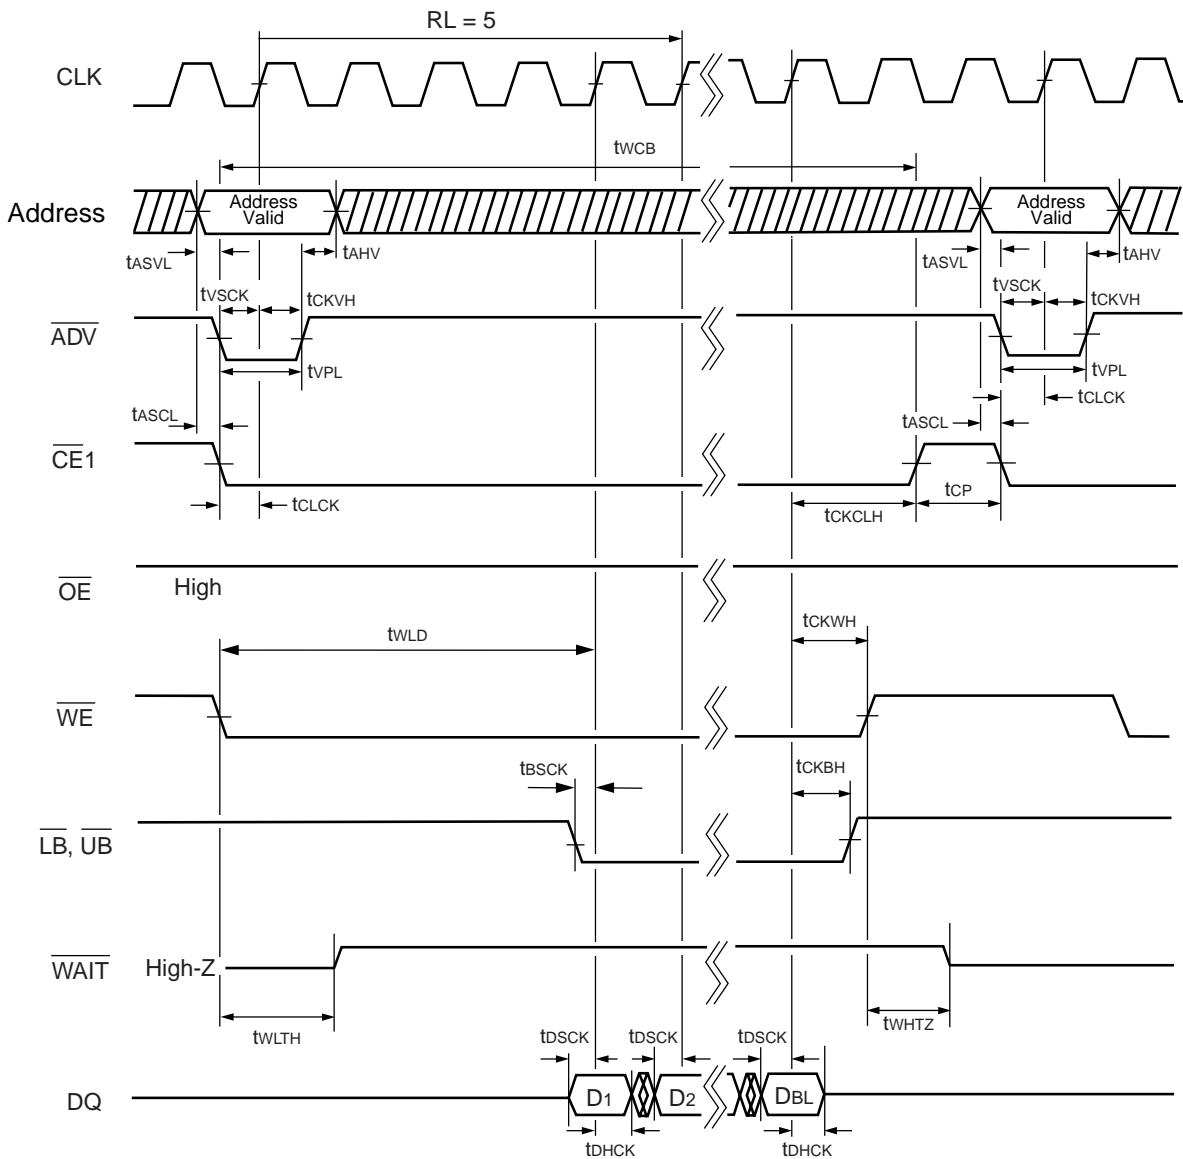 RL = 5
CLK
tWCB
Address
Address
Valid
Address
Valid
tASVL
tAHV
tASVL
tAHV
tVSCK
tCKVH
tVSCK
tCKVH
ADV
tVPL
tVPL
tCLCK
tASCL
tASCL
CE1
tCLCK
tCKCLH
tCP
OE
High
tWLD
tCKWH
WE
tBSCK
tCKBH
LB, UB
WAIT
High-Z
tWLTH
tWHTZ
tDSCK
tDSCK
tDSCK
DQ
D1
D2
DBL
tDHCK
tDHCK